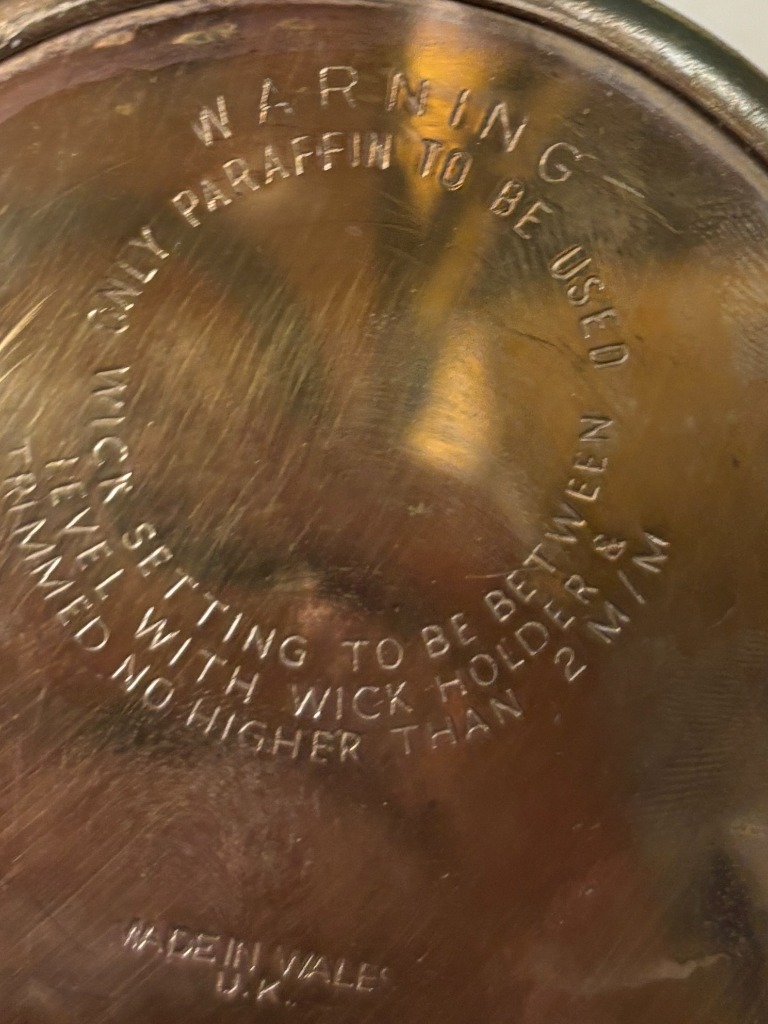 WARNING
ONLY PARAFFIN TO BE USED
WICK SETTING TO BE BETWEEN
LEVEL WITH WICK HOLDER &
TRIMMED NO HIGHER THAN 2 M/M
MADE IN WALES
U.K.